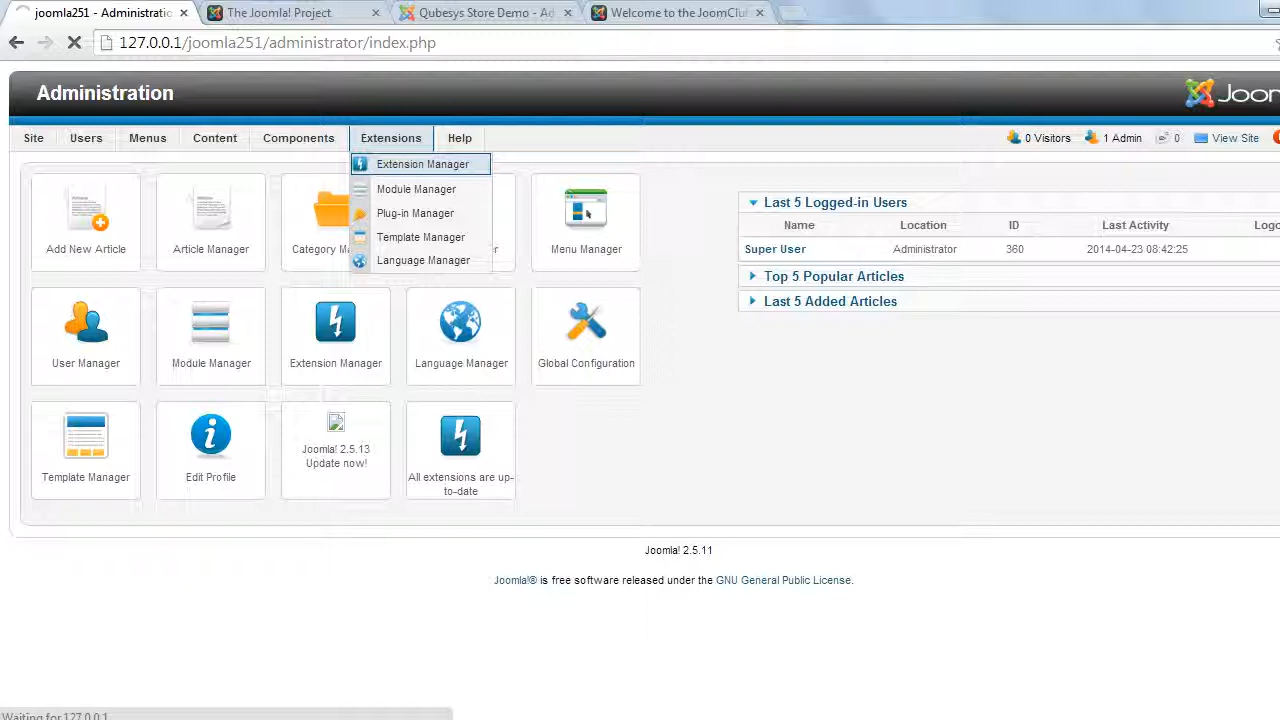 joomla251 - Administratio
The Joomla! Project
Qubesys Store Demo - Ad
Welcome to the JoomClu
127.0.0.1/joomla251/administrator/index.php
Administration
Joon
Site Users Menus Content Components Extensions Help
0 Visitors 1 Admin 0 View Site
Extension Manager
Module Manager
Plug-in Manager
Template Manager
Language Manager
Add New Article
Article Manager
Category Ma
er
Menu Manager
User Manager
Module Manager
Extension Manager
Language Manager
Global Configuration
Template Manager
Edit Profile
Joomla! 2.5.13
Update now!
All extensions are up-
to-date
Last 5 Logged-in Users
Name Location ID Last Activity Logo
Super User Administrator 360 2014-04-23 08:42:25
Top 5 Popular Articles
Last 5 Added Articles
Joomla! 2.5.11
Joomla!® is free software released under the GNU General Public License.
Waiting for 127.0.0.1